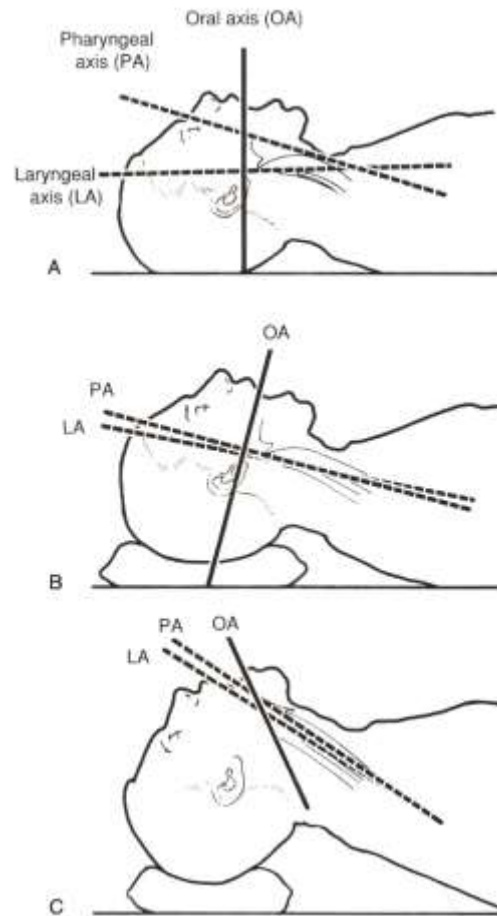 Oral axis (OA)
Pharyngeal
axis (PA)
Laryngeal
axis (LA)
A
OA
PA
LA
B
PA OA
LA
C